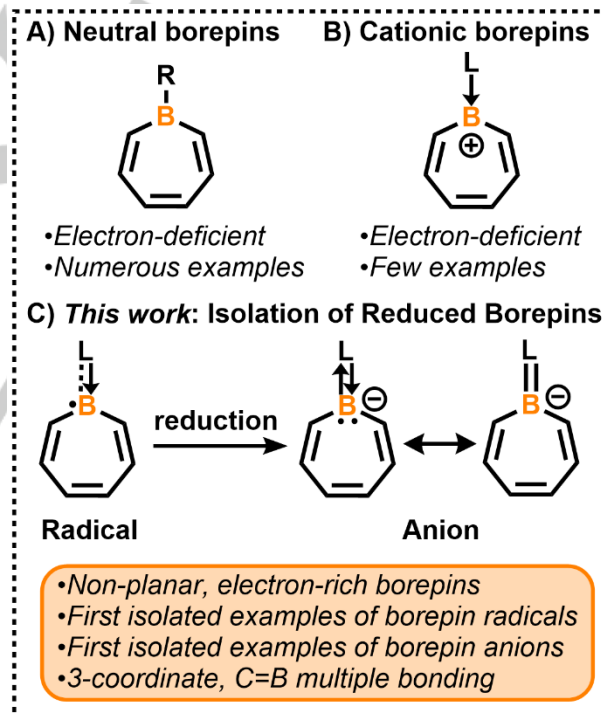 A) Neutral borepins
B) Cationic borepins
R
B
L
B
⊕
•Electron-deficient
•Numerous examples
•Electron-deficient
•Few examples
C) This work: Isolation of Reduced Borepins
L
•B
reduction
L
B ⊖
••
L
B ⊖
Radical
Anion
•Non-planar, electron-rich borepins
•First isolated examples of borepin radicals
•First isolated examples of borepin anions
•3-coordinate, C=B multiple bonding